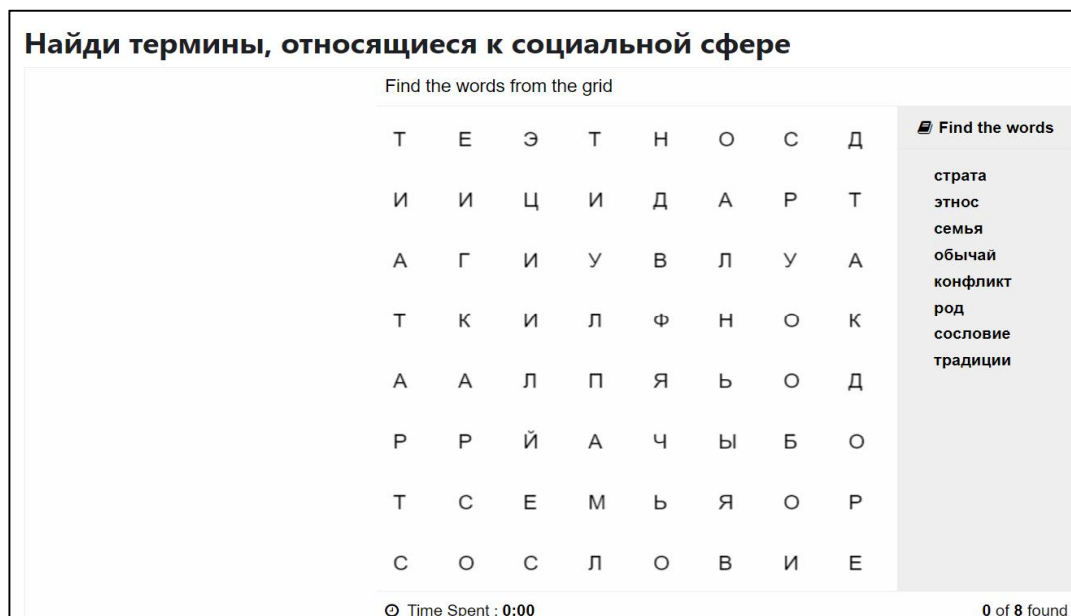 Найди термины, относящиеся к социальной сфере
Find the words from the grid
Т Е Э Т Н О С Д
И И Ц И Д А Р Т
А Г И У В Л У А
Т К И Л Ф Н О К
А А Л П Я Ь О Д
Р Р Й А Ч Ы Б О
Т С Е М Ь Я О Р
С О С Л О В И Е
Find the words
страта
этнос
семья
обычай
конфликт
род
сословие
традиции
Time Spent : 0:00
0 of 8 found